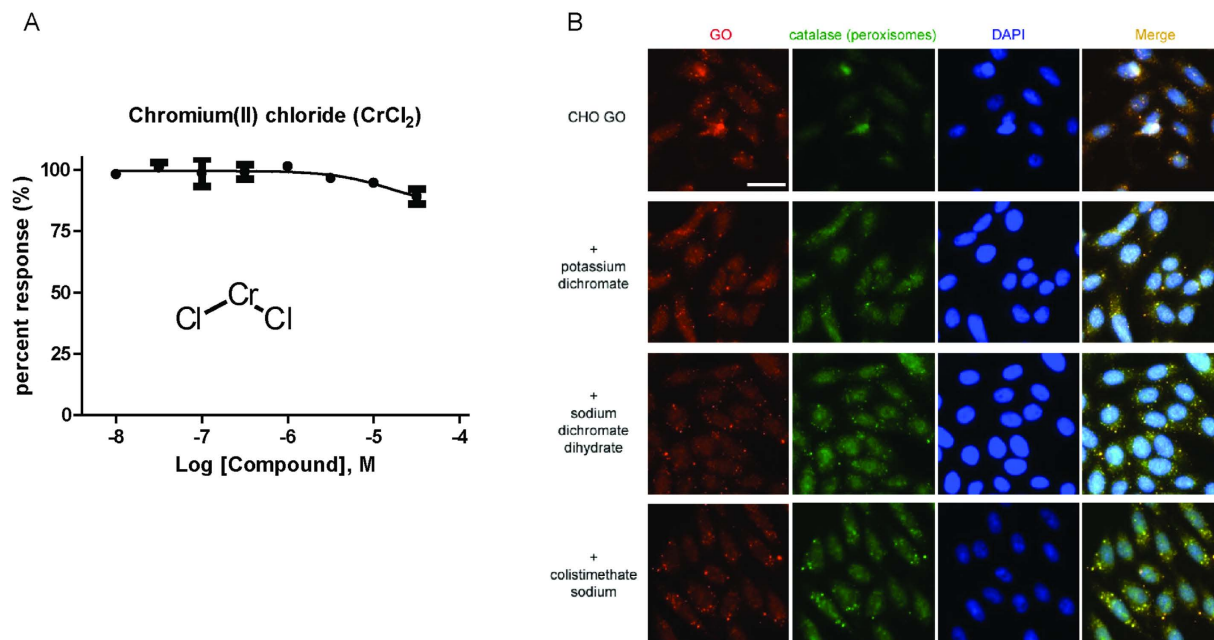 A
Chromium(II) chloride (CrCl₂)
percent response (%)
100
75
50
25
0
Cl Cr Cl
-8 -7 -6 -5 -4
Log [Compound], M
B
GO catalase (peroxisomes) DAPI Merge
CHO GO
+
potassium
dichromate
+
sodium
dichromate
dihydrate
+
colistimethate
sodium